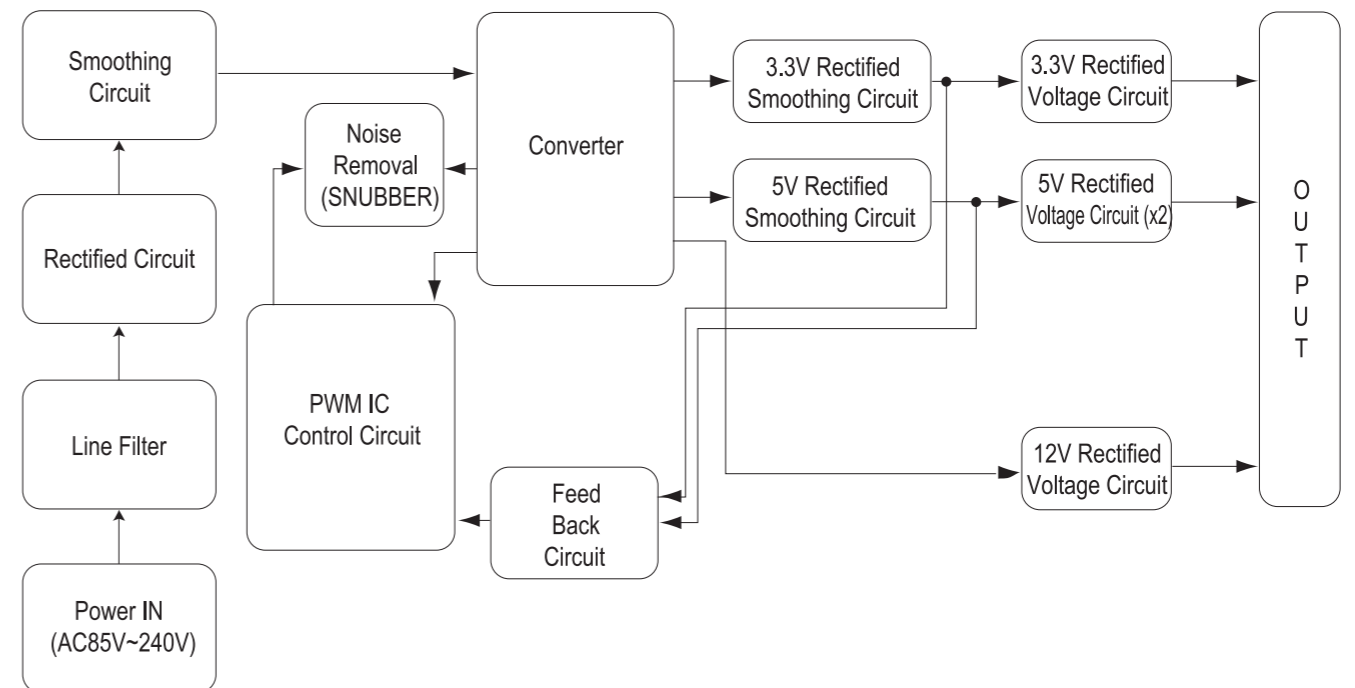 Smoothing
Circuit
Rectified Circuit
Line Filter
Power IN
(AC85V~240V)
Noise
Removal
(SNUBBER)
PWM IC
Control Circuit
Converter
Feed
Back
Circuit
3.3V Rectified
Smoothing Circuit
5V Rectified
Smoothing Circuit
3.3V Rectified
Voltage Circuit
5V Rectified
Voltage Circuit (x2)
12V Rectified
Voltage Circuit
O
U
T
P
U
T